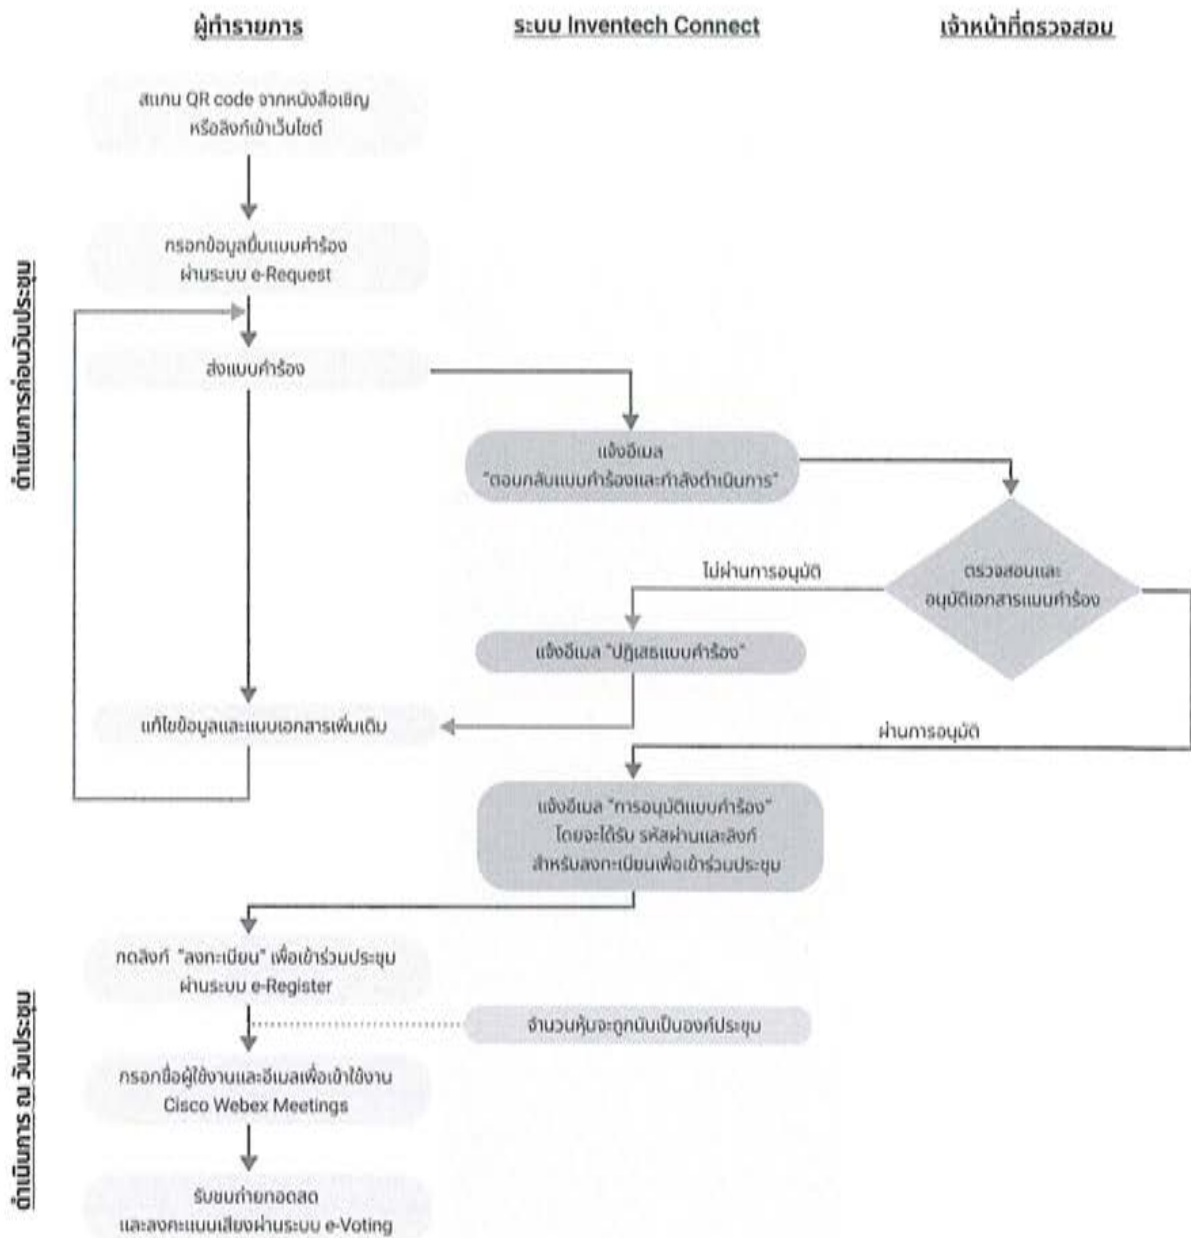 ผู้ทำรายการ
ระบบ Inventech Connect
เจ้าหน้าที่ตรวจสอบ
ดำเนินการก่อนวันประชุม
สแกน QR code จากหนังสือเชิญ
หรือลิงก์เข้าเว็บไซต์
กรอกข้อมูลยื่นแบบคำร้อง
ผ่านระบบ e-Request
ส่งแบบคำร้อง
แจ้งอีเมล
"ตอบกลับแบบคำร้องและกำลังดำเนินการ"
ตรวจสอบและ
อนุมัติเอกสารแบบคำร้อง
ไม่ผ่านการอนุมัติ
แจ้งอีเมล "ปฏิเสธแบบคำร้อง"
แก้ไขข้อมูลและแนบเอกสารเพิ่มเติม
ผ่านการอนุมัติ
แจ้งอีเมล "การอนุมัติแบบคำร้อง"
โดยจะได้รับ รหัสผ่านและลิงก์
สำหรับลงทะเบียนเพื่อเข้าร่วมประชุม
ดำเนินการ ณ วันประชุม
กดลิงก์ "ลงทะเบียน" เพื่อเข้าร่วมประชุม
ผ่านระบบ e-Register
จำนวนหุ้นจะถูกนับเป็นองค์ประชุม
กรอกชื่อผู้ใช้งานและอีเมลเพื่อเข้าใช้งาน
Cisco Webex Meetings
รับชมถ่ายทอดสด
และลงคะแนนเสียงผ่านระบบ e-Voting